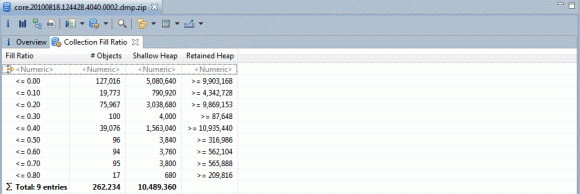 core.20100818.124428.4040.0002.dmp.zip
i Overview Collection Fill Ratio
Fill Ratio # Objects Shallow Heap Retained Heap
<Numeric> <Numeric> <Numeric> <Numeric>
<= 0.00 127,016 5,080,640 >= 9,903,168
<= 0.10 19,773 790,920 >= 4,342,728
<= 0.20 75,967 3,038,680 >= 9,869,153
<= 0.30 100 4,000 >= 87,648
<= 0.40 39,076 1,563,040 >= 10,935,440
<= 0.50 96 3,840 >= 316,986
<= 0.60 94 3,760 >= 562,104
<= 0.70 95 3,800 >= 565,888
<= 0.80 17 680 >= 209,816
Σ Total: 9 entries 262,234 10,489,360